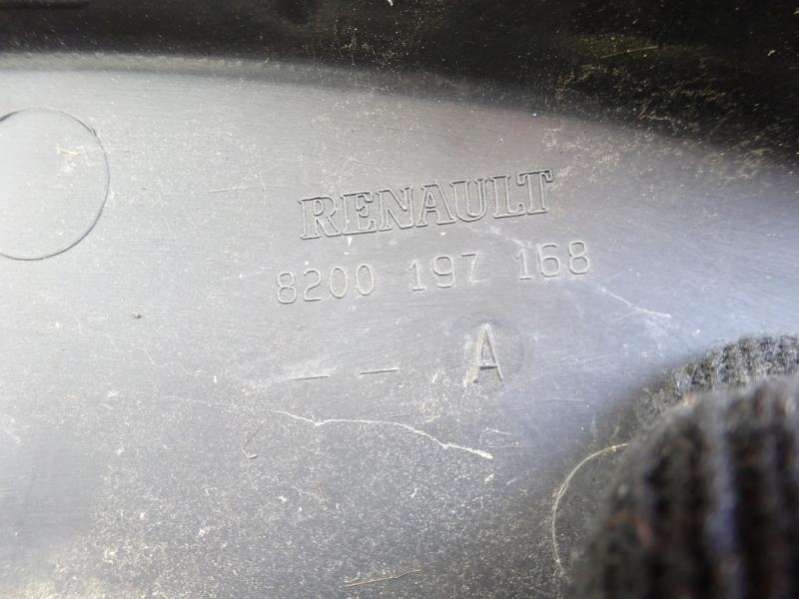 RENAULT
8200 197 168
– – A